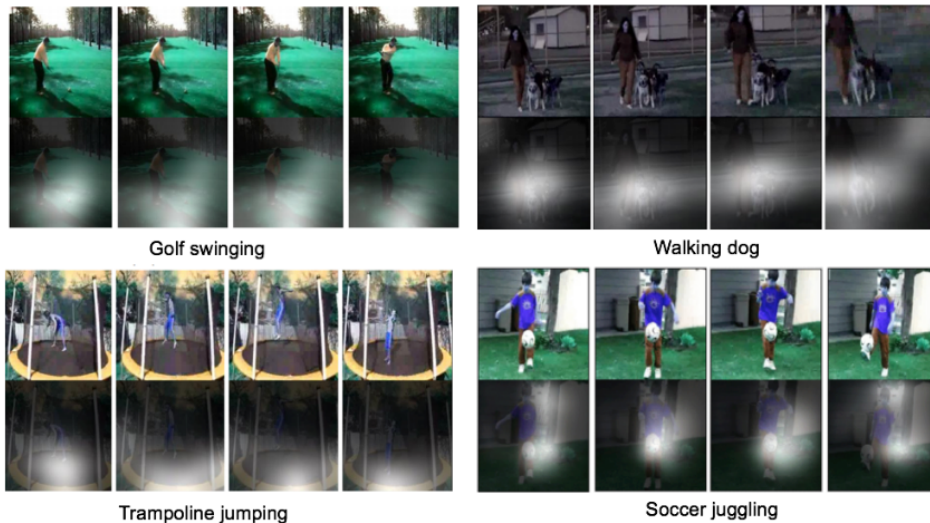 Golf swinging
Walking dog
Trampoline jumping
Soccer juggling